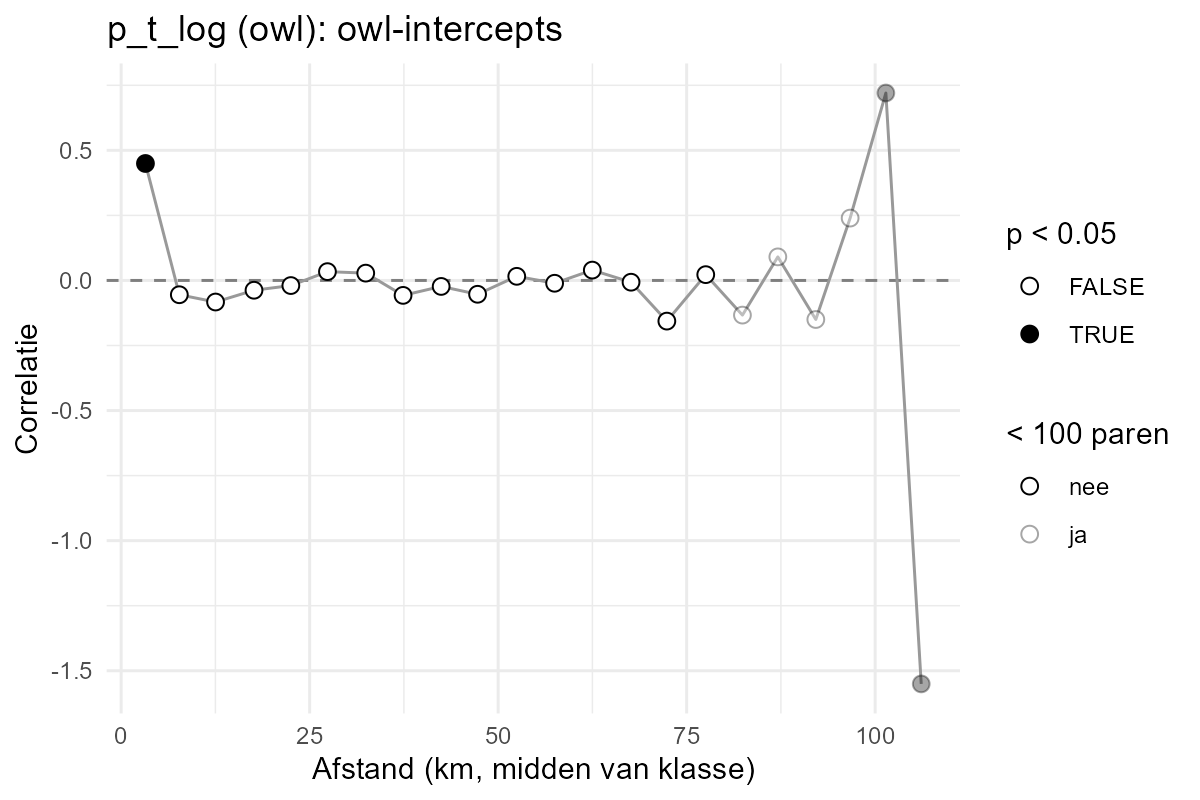 p_t_log (owl): owl-intercepts
Correlatie
0.5
0.0
-0.5
-1.0
-1.5
0
25
50
75
100
Afstand (km, midden van klasse)
p < 0.05
FALSE
TRUE
< 100 paren
nee
ja